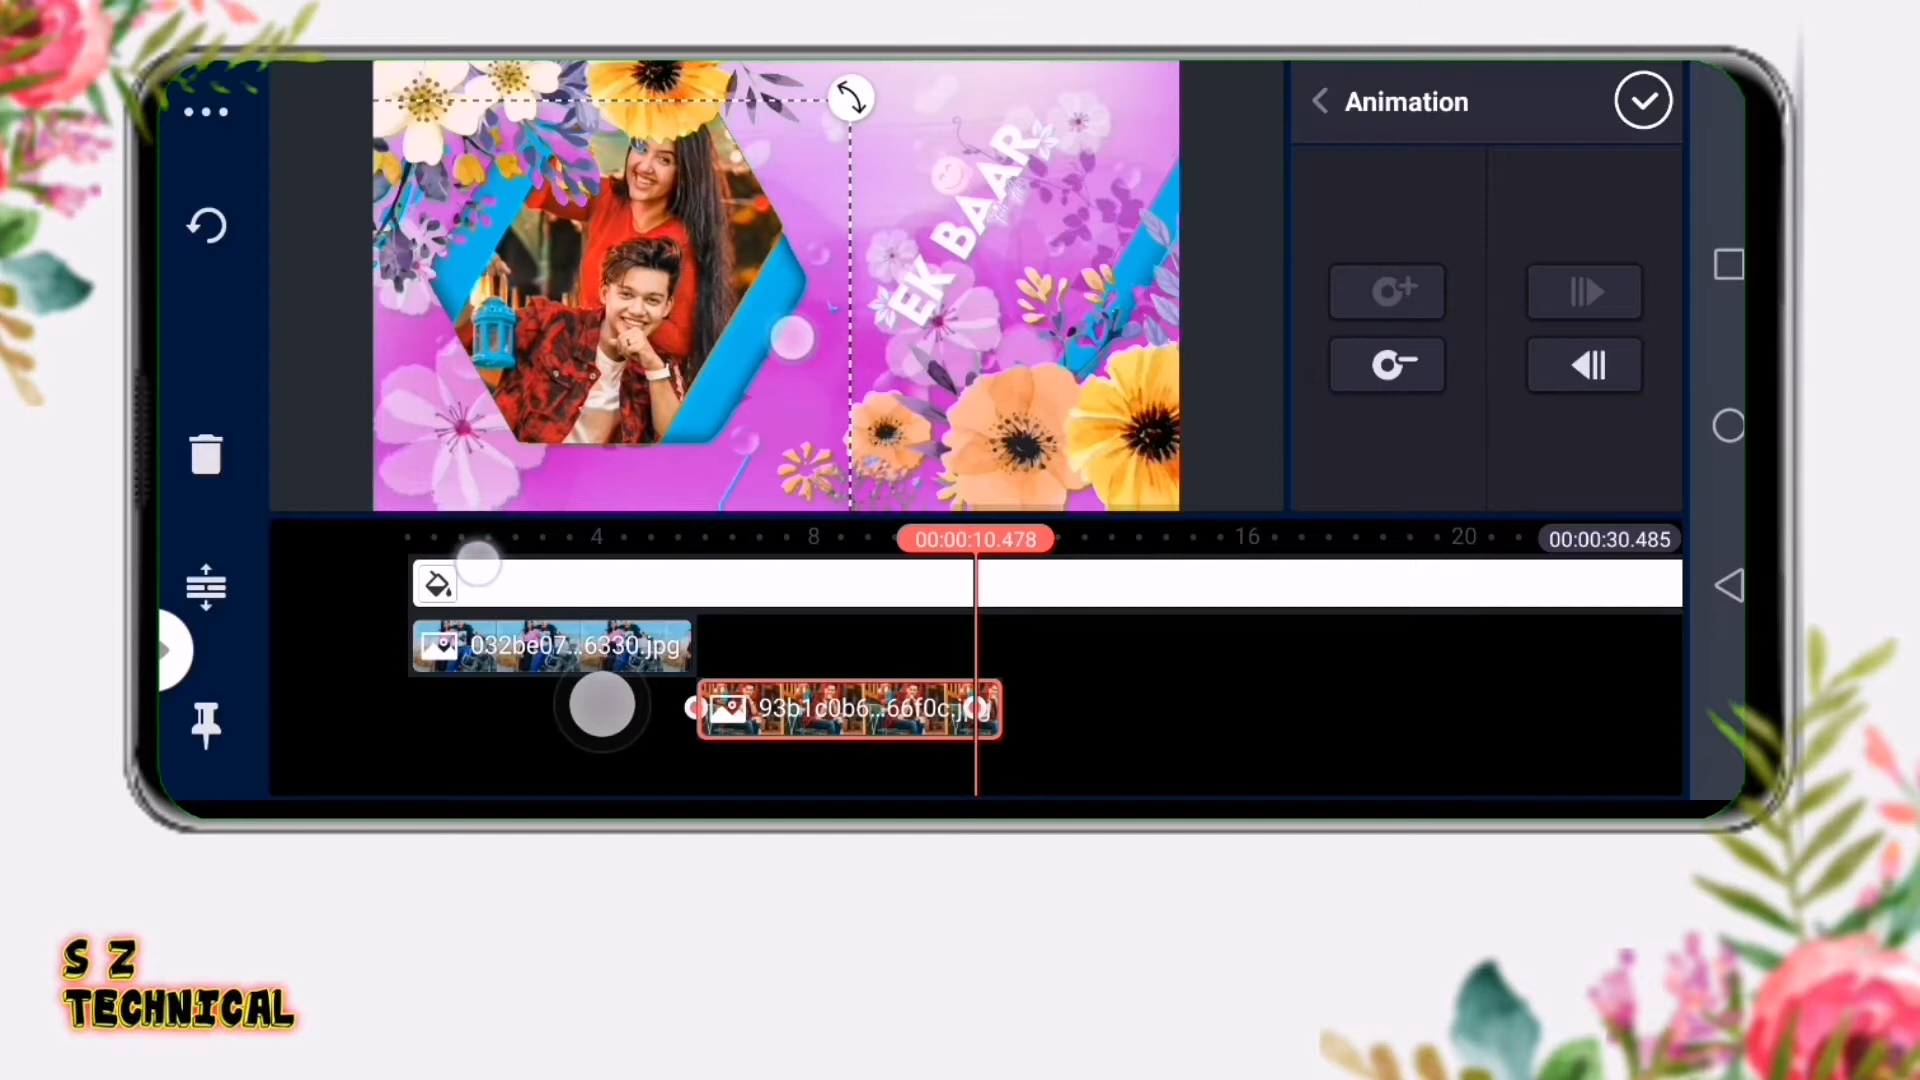 Animation
EK BAAR
4
8
00:00:10.478
16
20
00:00:30.485
032be07...6330.jpg
93b1c0b6...66f0c.jpg
S Z
TECHNICAL